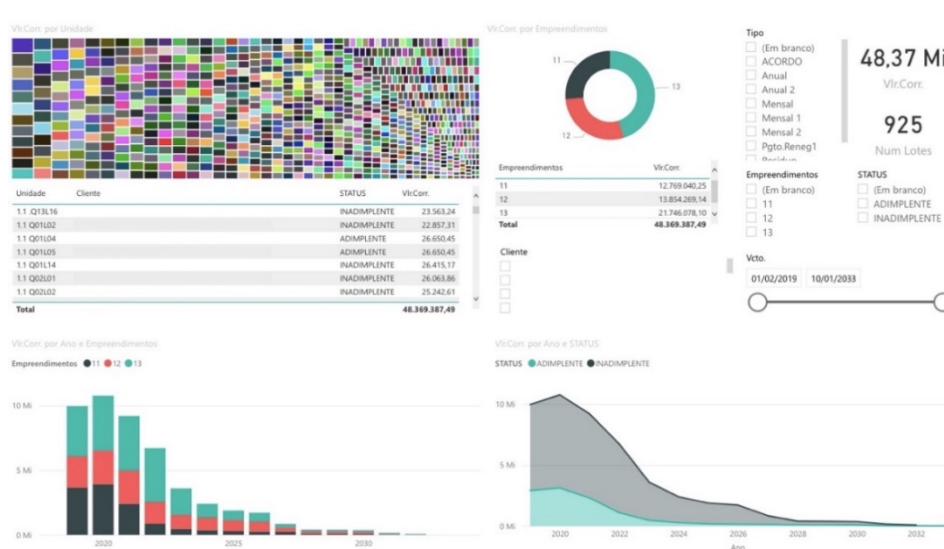 Vlr.Corr. por Unidade
Unidade Cliente STATUS Vlr.Corr.
1.1 .Q13L16 INADIMPLENTE 23.563,24
1.1 Q01L02 INADIMPLENTE 22.857,31
1.1 Q01L04 ADIMPLENTE 26.650,45
1.1 Q01L05 ADIMPLENTE 26.650,45
1.1 Q01L14 INADIMPLENTE 26.415,17
1.1 Q02L01 INADIMPLENTE 26.063,86
1.1 Q02L02 INADIMPLENTE 25.242,61
Total 48.369.387,49
Vlr.Corr. por Empreendimentos
11
13
12
Empreendimentos Vlr.Corr.
11 12.769.040,25
12 13.854.269,14
13 21.746.078,10
Total 48.369.387,49
Cliente
Tipo
(Em branco)
ACORDO
Anual
Anual 2
Mensal
Mensal 1
Mensal 2
Pgto.Reneg1
48,37 Mi
Vlr.Corr.
925
Num Lotes
Empreendimentos
(Em branco)
11
12
13
STATUS
(Em branco)
ADIMPLENTE
INADIMPLENTE
Vcto.
01/02/2019 10/01/2033
Vlr.Corr. por Ano e Empreendimentos
Empreendimentos 11 12 13
10 Mi
5 Mi
0 Mi
2020 2025 2030
Vlr.Corr. por Ano e STATUS
STATUS ADIMPLENTE INADIMPLENTE
10 Mi
5 Mi
0 Mi
2020 2022 2024 2026 2028 2030 2032
Ano